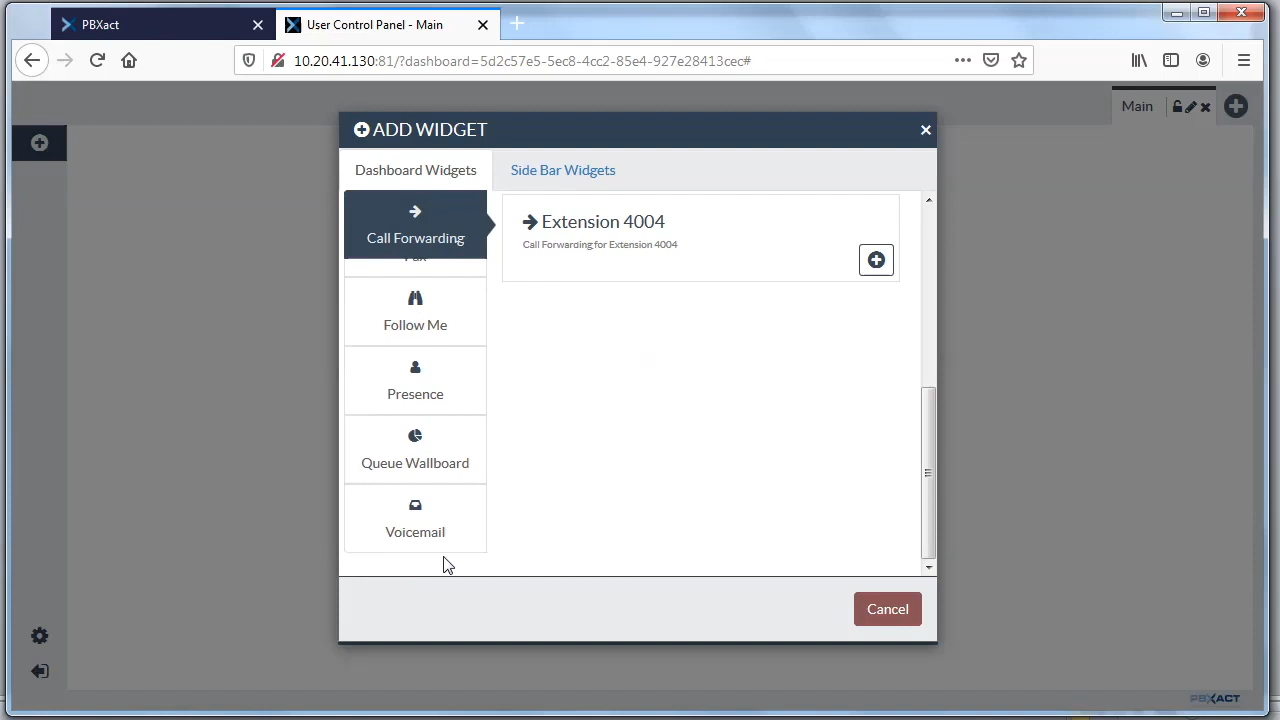 PBXact
User Control Panel - Main
10.20.41.130:81/?dashboard=5d2c57e5-5ec8-4cc2-85e4-927e28413cec#
Main
ADD WIDGET
Dashboard Widgets
Side Bar Widgets
Call Forwarding
Extension 4004
Call Forwarding for Extension 4004
Fax
Follow Me
Presence
Queue Wallboard
Voicemail
Cancel
PBXACT